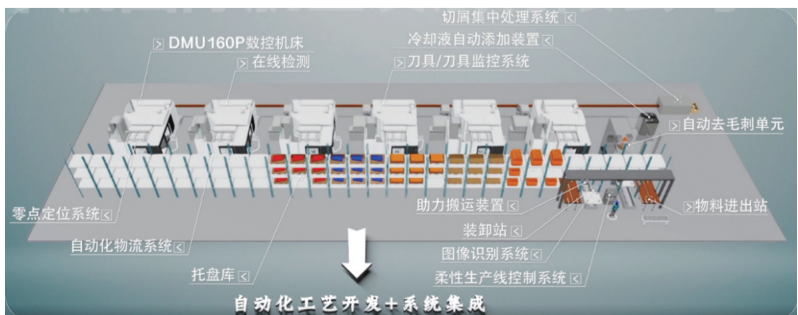 切屑集中处理系统
冷却液自动添加装置
DMU160P数控机床
在线检测
刀具/刀具监控系统
自动去毛刺单元
助力搬运装置
物料进出站
零点定位系统
装卸站
自动化物流系统
图像识别系统
托盘库
柔性生产线控制系统
自动化工艺开发+系统集成